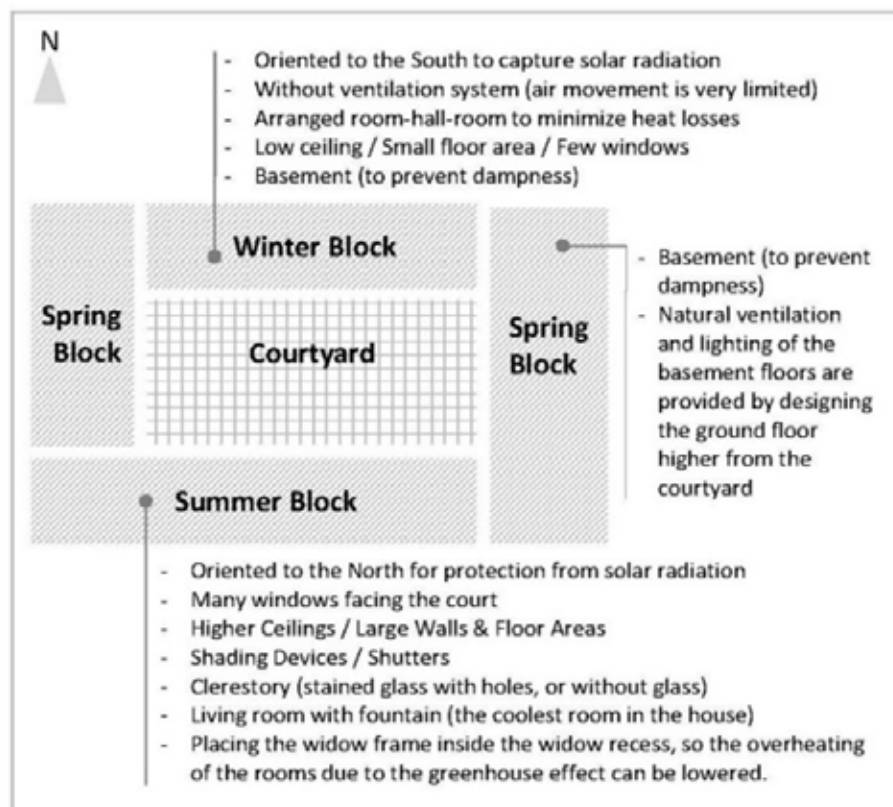 N
- Oriented to the South to capture solar radiation
- Without ventilation system (air movement is very limited)
- Arranged room-hall-room to minimize heat losses
- Low ceiling / Small floor area / Few windows
- Basement (to prevent dampness)
Winter Block
Spring
Block
Courtyard
Spring
Block
- Basement (to prevent
dampness)
- Natural ventilation
and lighting of the
basement floors are
provided by designing
the ground floor
higher from the
courtyard
Summer Block
- Oriented to the North for protection from solar radiation
- Many windows facing the court
- Higher Ceilings / Large Walls & Floor Areas
- Shading Devices / Shutters
- Clerestory (stained glass with holes, or without glass)
- Living room with fountain (the coolest room in the house)
- Placing the widow frame inside the widow recess, so the overheating
of the rooms due to the greenhouse effect can be lowered.